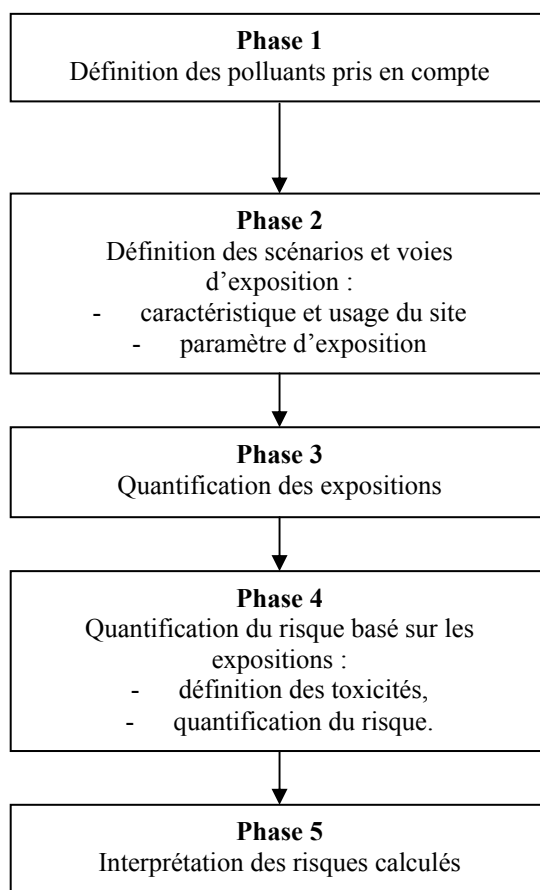 Phase 1
Définition des polluants pris en compte
Phase 2
Définition des scénarios et voies
d'exposition :
- caractéristique et usage du site
- paramètre d'exposition
Phase 3
Quantification des expositions
Phase 4
Quantification du risque basé sur les
expositions :
- définition des toxicités,
- quantification du risque.
Phase 5
Interprétation des risques calculés